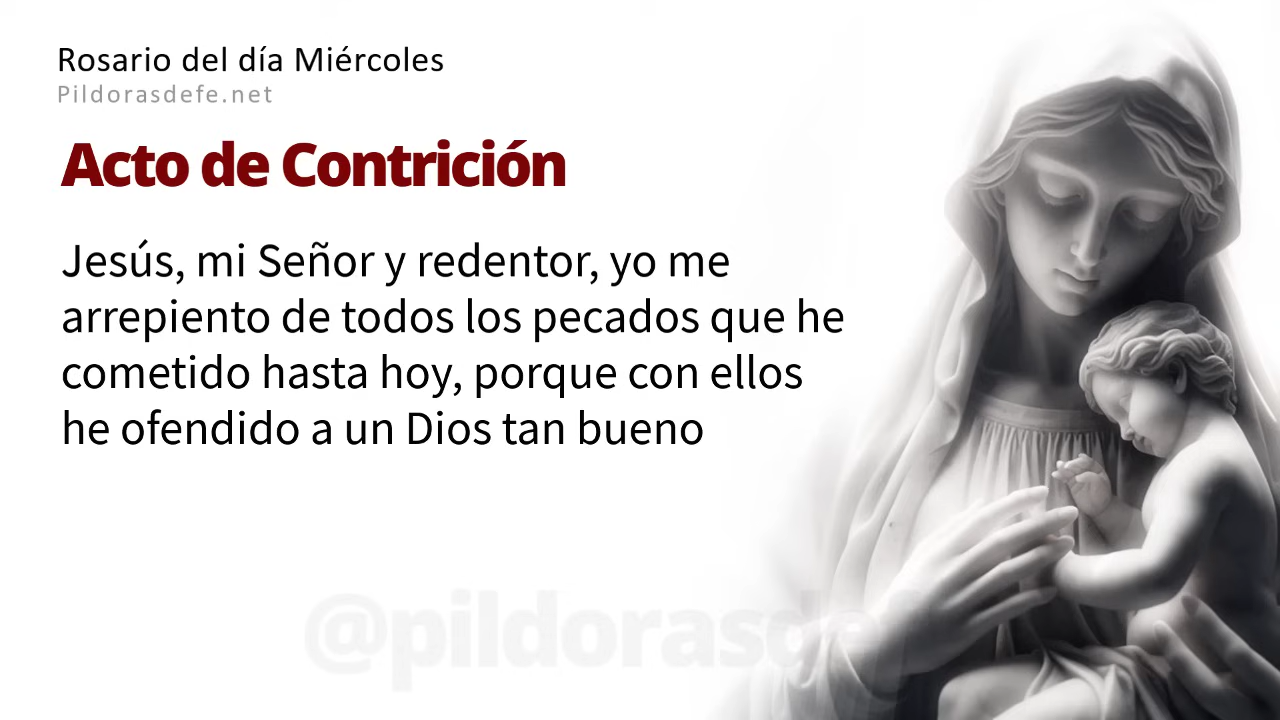 Rosario del día Miércoles
Pildorasdefe.net
Acto de Contrición
Jesús, mi Señor y redentor, yo me
arrepiento de todos los pecados que he
cometido hasta hoy, porque con ellos
he ofendido a un Dios tan bueno
@pildorasdef